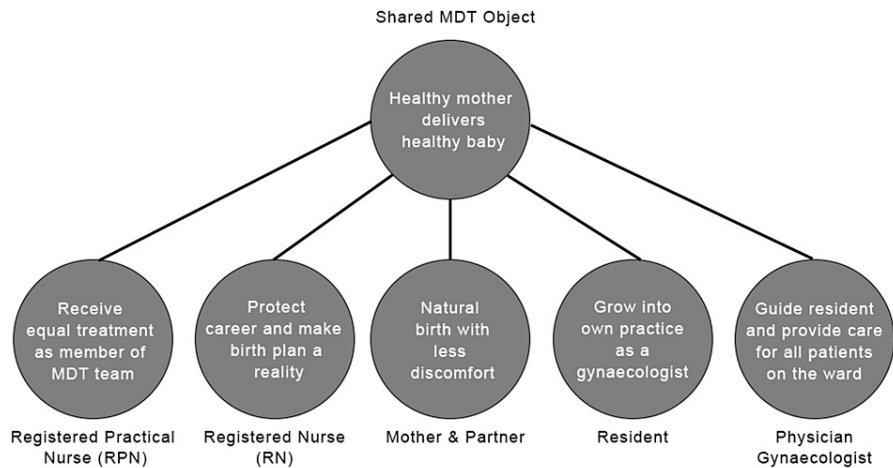 Shared MDT Object
Healthy mother
delivers
healthy baby
Receive
equal treatment
as member of
MDT team
Protect
career and make
birth plan a
reality
Natural
birth with
less
discomfort
Grow into
own practice
as a
gynaecologist
Guide resident
and provide care
for all patients
on the ward
Registered Practical
Nurse (RPN)
Registered Nurse
(RN)
Mother & Partner
Resident
Physician
Gynaecologist